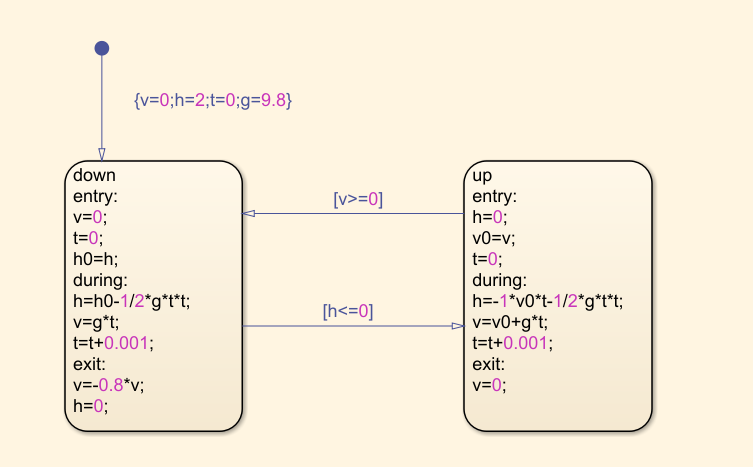 {v=0;h=2;t=0;g=9.8}
down
entry:
v=0;
t=0;
h0=h;
during:
h=h0-1/2*g*t*t;
v=g*t;
t=t+0.001;
exit:
v=-0.8*v;
h=0;
[v>=0]
[h<=0]
up
entry:
h=0;
v0=v;
t=0;
during:
h=-1*v0*t-1/2*g*t*t;
v=v0+g*t;
t=t+0.001;
exit:
v=0;